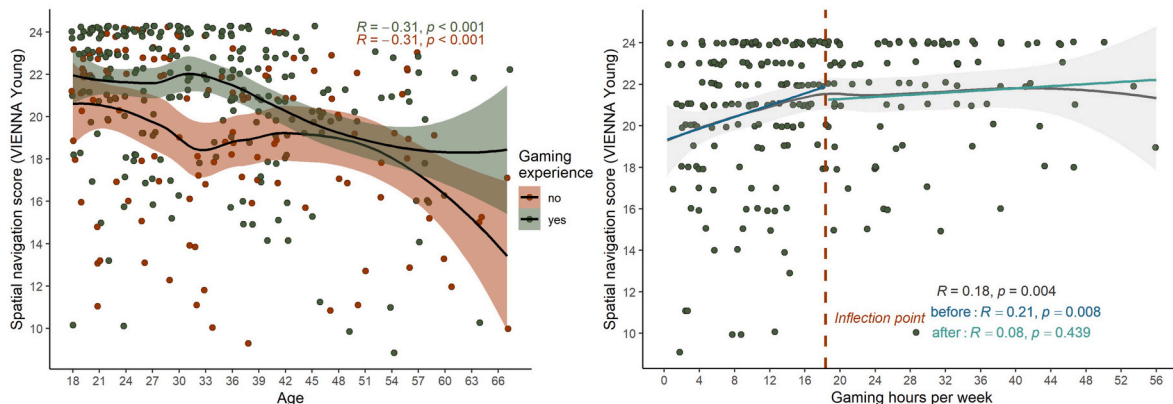 R = −0.31, p < 0.001
R = −0.31, p < 0.001
Spatial navigation score (VIENNA Young)
24
22
20
18
16
14
12
10
18 21 24 27 30 33 36 39 42 45 48 51 54 57 60 63 66
Age
Gaming
experience
no
yes
Spatial navigation score (VIENNA Young)
24
22
20
18
16
14
12
10
R = 0.18, p = 0.004
Inflection point
before : R = 0.21, p = 0.008
after : R = 0.08, p = 0.439
0 4 8 12 16 20 24 28 32 36 40 44 48 52 56
Gaming hours per week